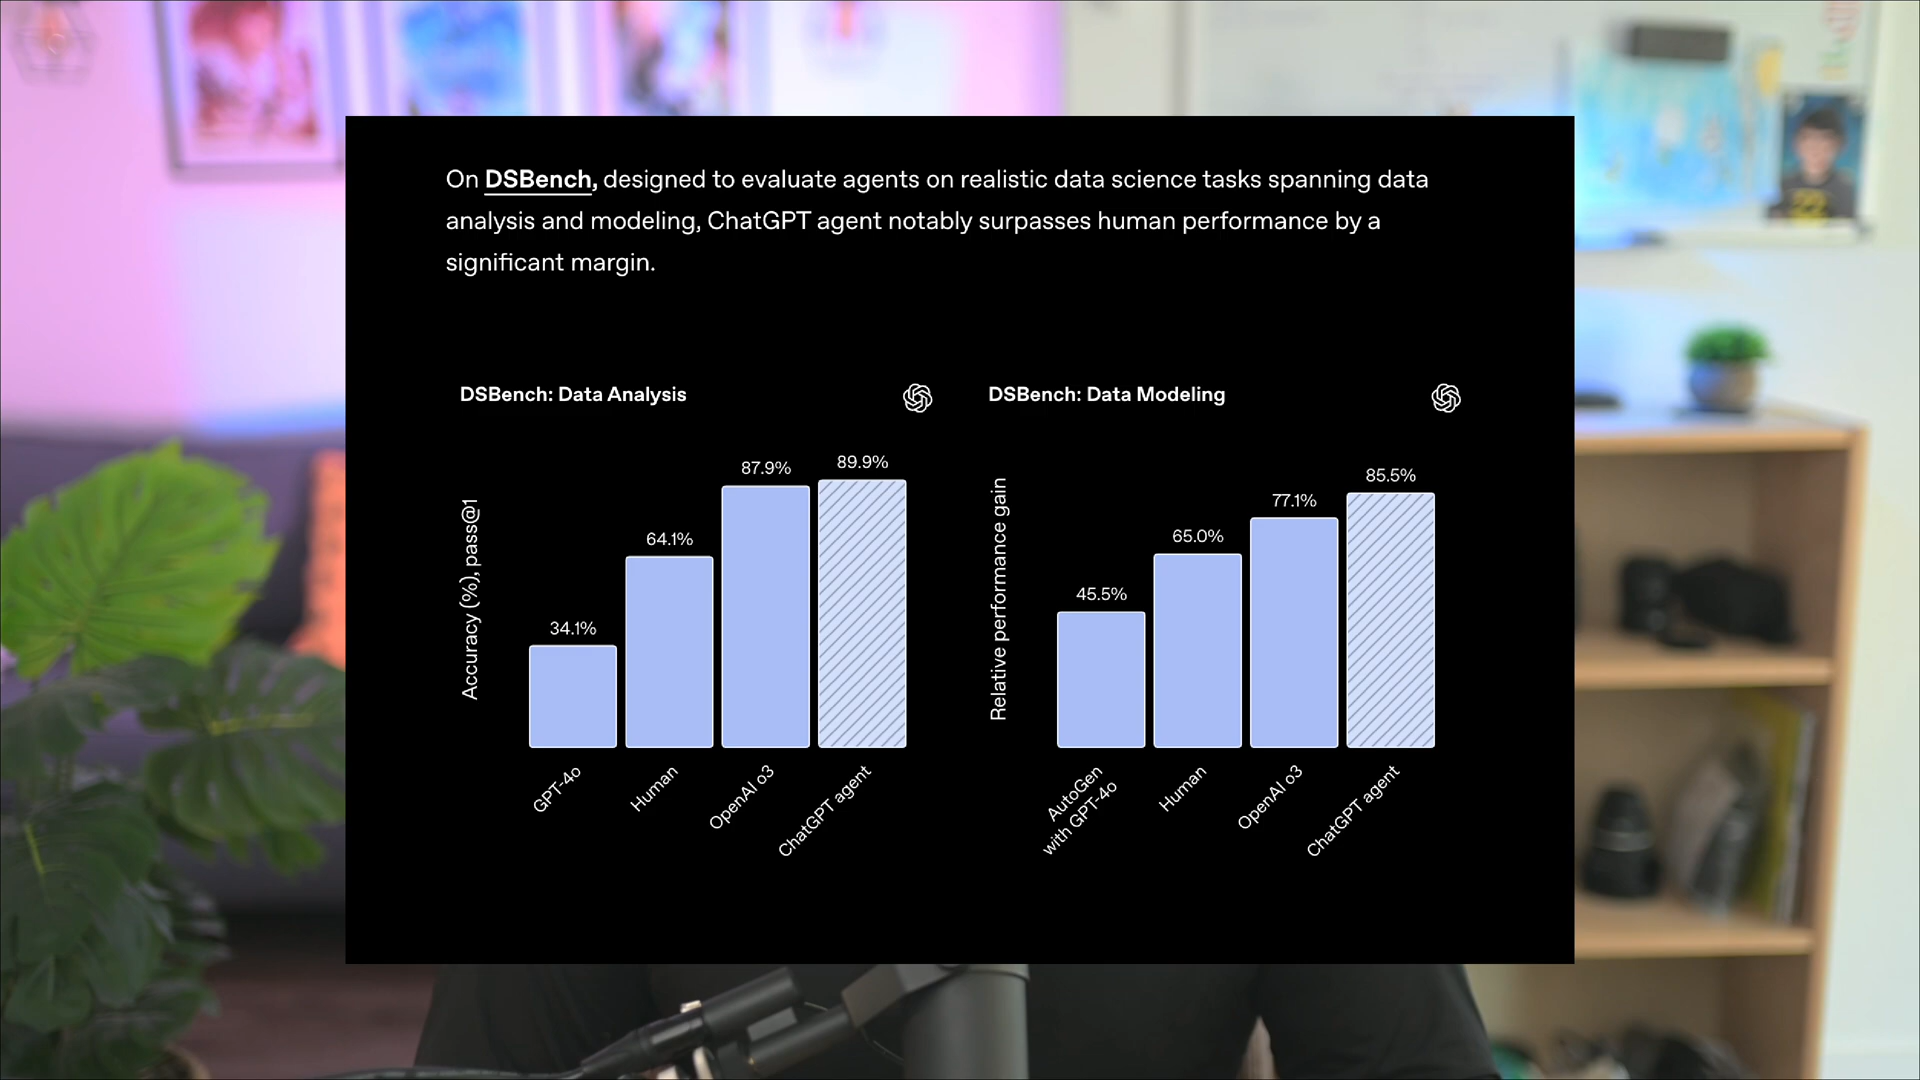 On DSBench, designed to evaluate agents on realistic data science tasks spanning data
analysis and modeling, ChatGPT agent notably surpasses human performance by a
significant margin.
DSBench: Data Analysis
Accuracy (%), pass@1
34.1%
64.1%
87.9%
89.9%
GPT-4o
Human
OpenAI o3
ChatGPT agent
DSBench: Data Modeling
Relative performance gain
45.5%
65.0%
77.1%
85.5%
AutoGen
with GPT-4o
Human
OpenAI o3
ChatGPT agent